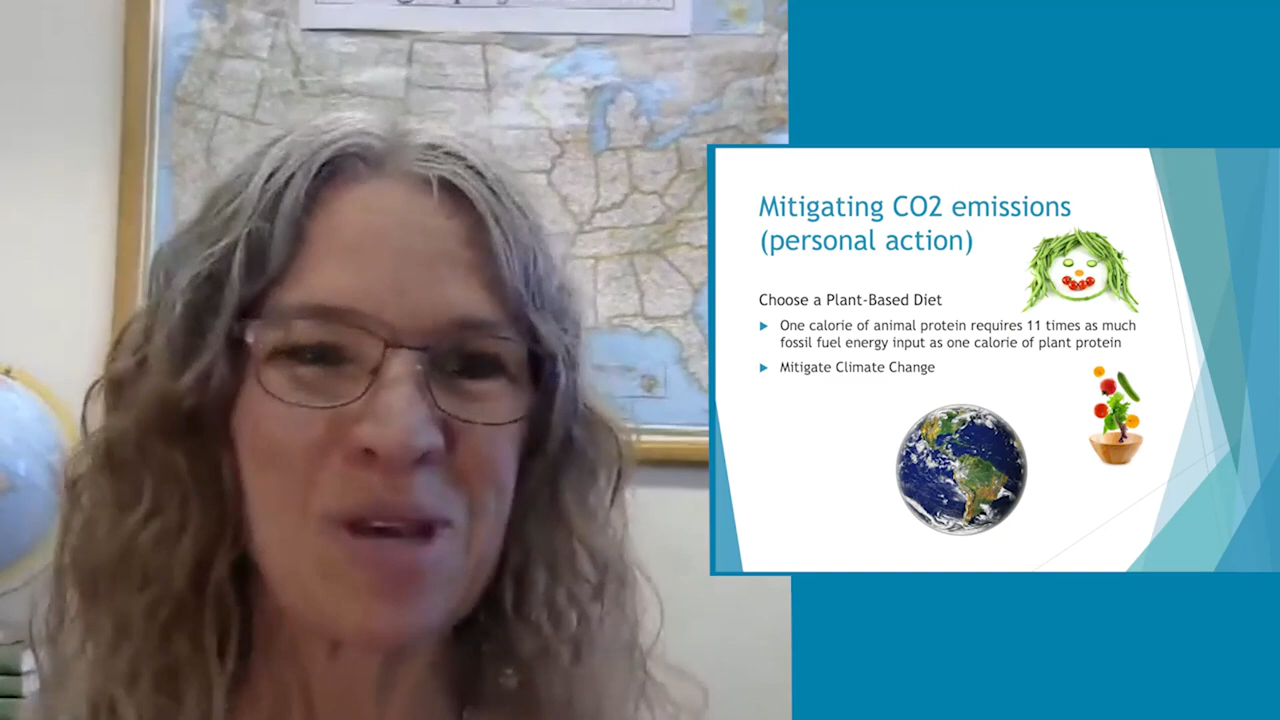 Mitigating CO2 emissions
(personal action)
Choose a Plant-Based Diet
One calorie of animal protein requires 11 times as much
fossil fuel energy input as one calorie of plant protein
Mitigate Climate Change